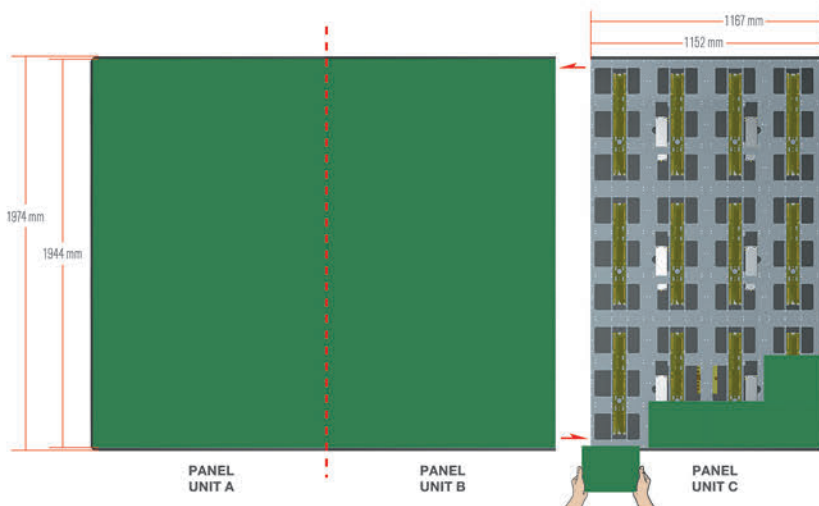 1167 mm
1152 mm
1974 mm
1944 mm
PANEL
UNIT A
PANEL
UNIT B
PANEL
UNIT C